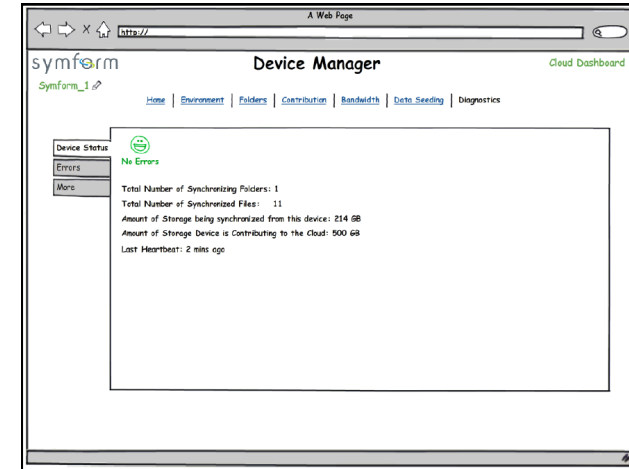 A Web Page
http://
symform
Device Manager
Cloud Dashboard
Symform_1
Home | Environment | Folders | Contribution | Bandwidth | Data Seeding | Diagnostics
Device Status
Errors
More
No Errors
Total Number of Synchronizing Folders: 1
Total Number of Synchronized Files: 11
Amount of Storage being synchronized from this device: 214 GB
Amount of Storage Device is Contributing to the Cloud: 500 GB
Last Heartbeat: 2 mins ago